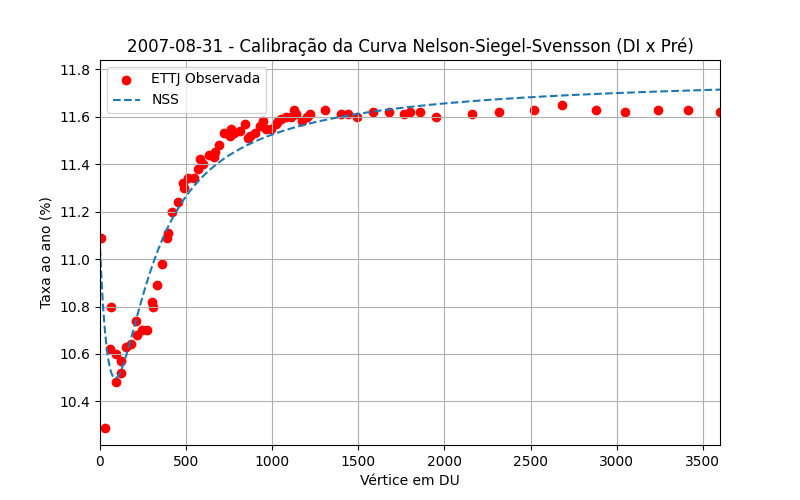 2007-08-31 - Calibração da Curva Nelson-Siegel-Svensson (DI x Pré)
ETTJ Observada
NSS
Taxa ao ano (%)
11.8
11.6
11.4
11.2
11.0
10.8
10.6
10.4
0 500 1000 1500 2000 2500 3000 3500
Vértice em DU